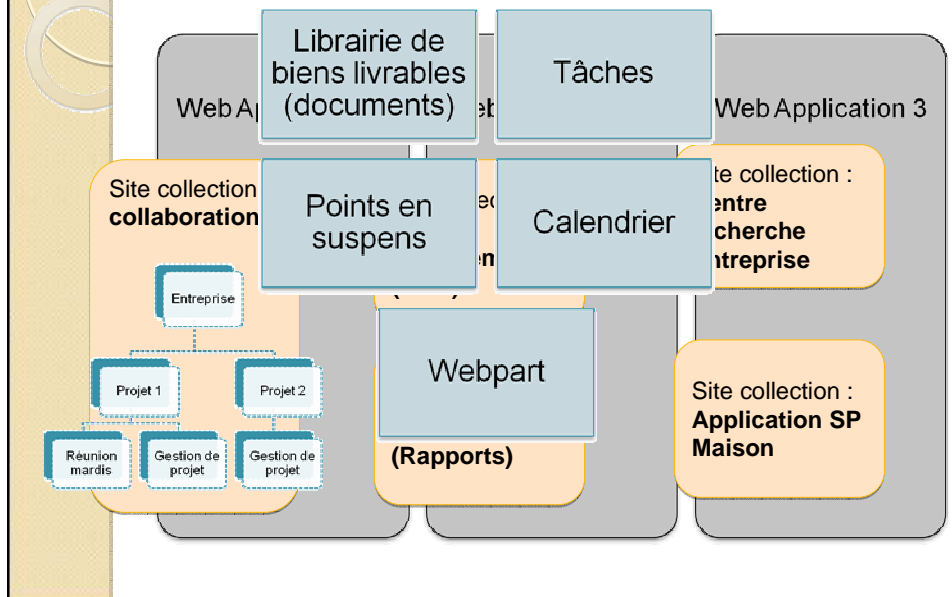 Librairie de
biens livrables
(documents)
Tâches
Web
Web Application 3
Site collection
collaboration
Points en
suspens
Calendrier
collection :
Entreprise
Projet 1
Projet 2
Réunion
mardis
Gestion de
projet
Gestion de
projet
Webpart
(Rapports)
Site collection :
Application SP
Maison